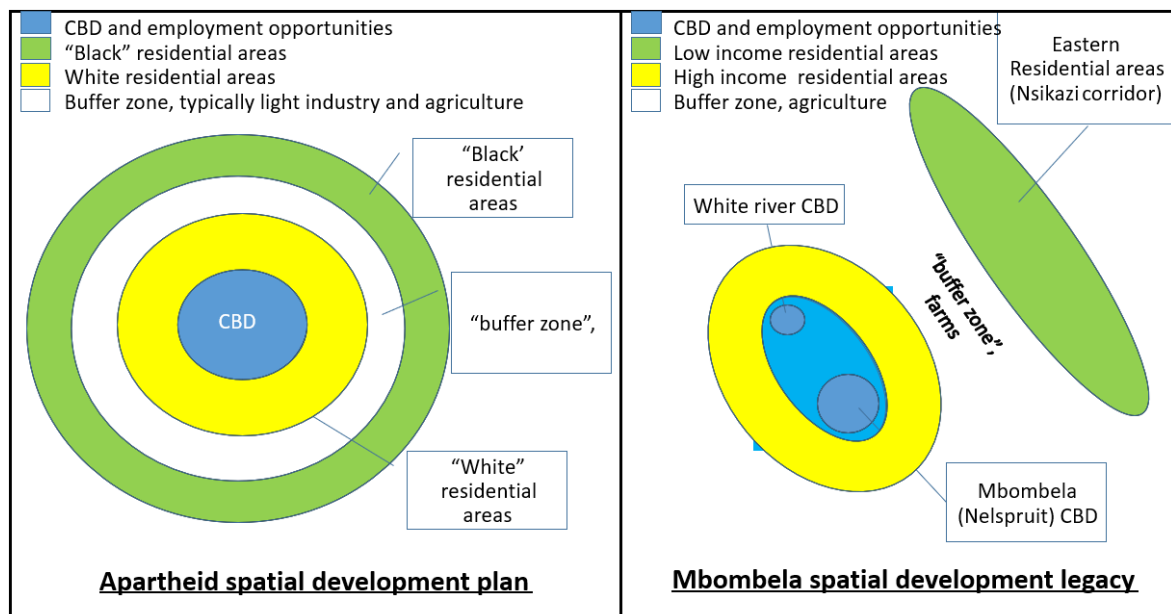 CBD and employment opportunities
“Black” residential areas
White residential areas
Buffer zone, typically light industry and agriculture
“Black’
residential
areas
CBD
“buffer zone”,
“White”
residential
areas
Apartheid spatial development plan
CBD and employment opportunities
Low income residential areas
High income residential areas
Buffer zone, agriculture
Eastern
Residential areas
(Nsikazi corridor)
White river CBD
“buffer zone”,
farms
Mbombela
(Nelspruit) CBD
Mbombela spatial development legacy